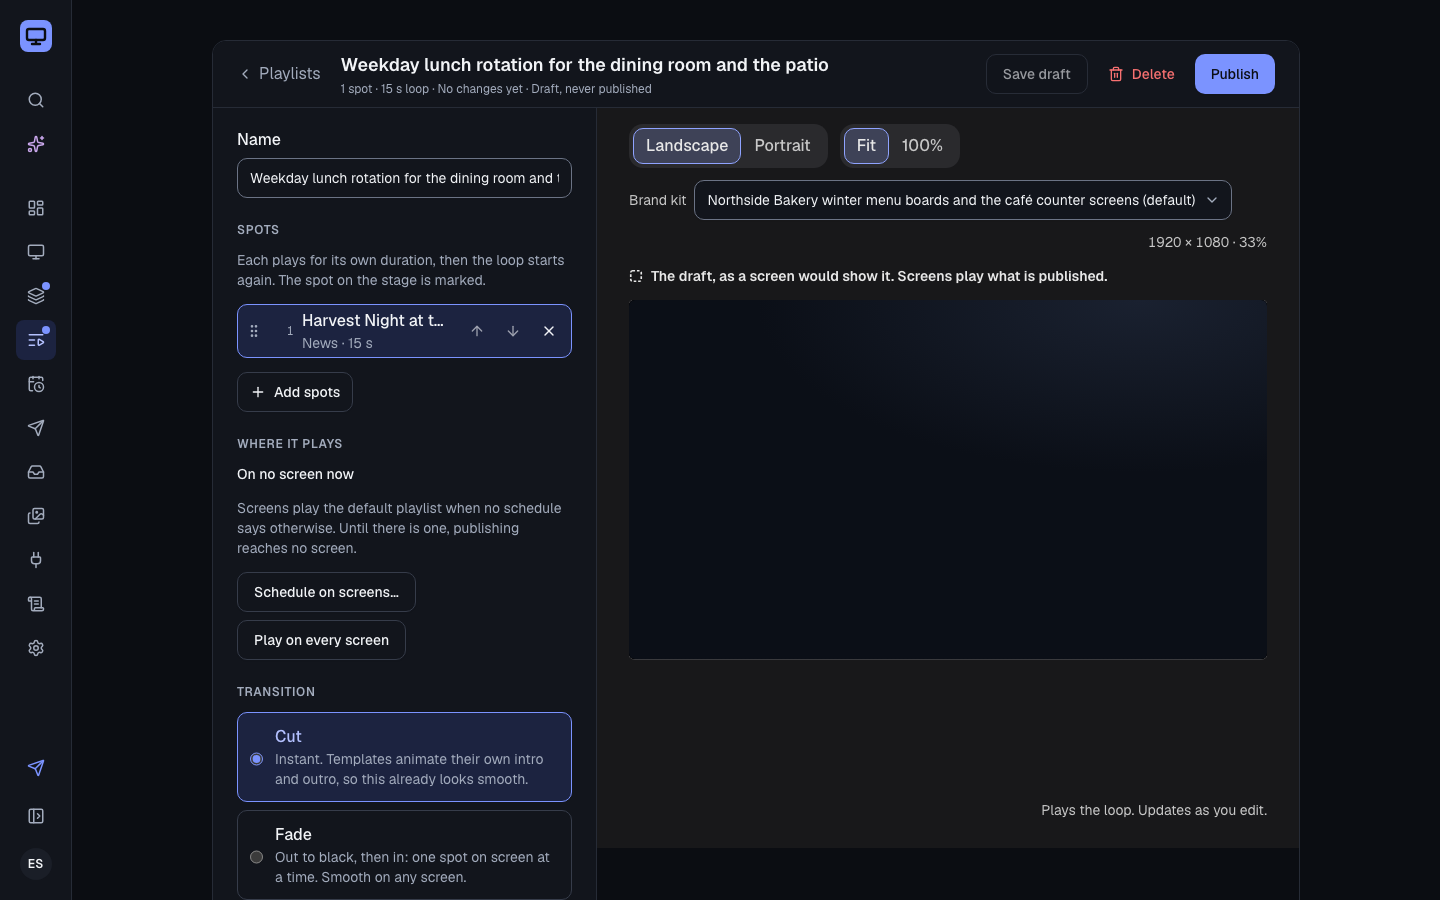 Playlists
Weekday lunch rotation for the dining room and the patio
1 spot · 15 s loop · No changes yet · Draft, never published
Save draft
Delete
Publish
Name
Weekday lunch rotation for the dining room and
SPOTS
Each plays for its own duration, then the loop starts
again. The spot on the stage is marked.
1
Harvest Night at t...
News · 15 s
Add spots
WHERE IT PLAYS
On no screen now
Screens play the default playlist when no schedule
says otherwise. Until there is one, publishing
reaches no screen.
Schedule on screens...
Play on every screen
TRANSITION
Cut
Instant. Templates animate their own intro
and outro, so this already looks smooth.
Fade
Out to black, then in: one spot on screen at
a time. Smooth on any screen.
Landscape
Portrait
Fit
100%
Brand kit
Northside Bakery winter menu boards and the café counter screens (default)
1920 × 1080 · 33%
The draft, as a screen would show it. Screens play what is published.
Plays the loop. Updates as you edit.
ES